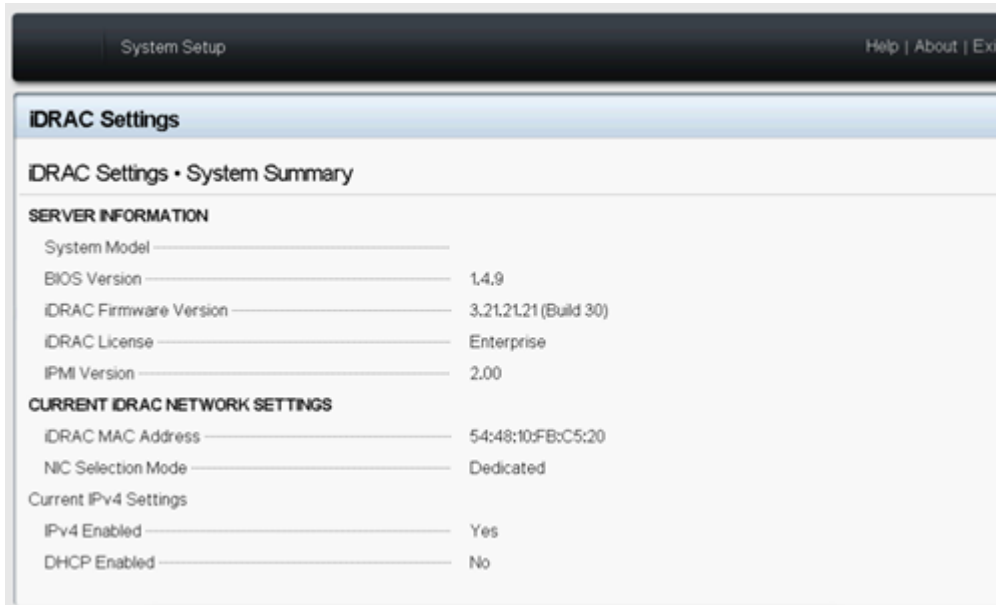 System Setup
Help | About | Exi
iDRAC Settings
iDRAC Settings • System Summary
SERVER INFORMATION
System Model
BIOS Version 1.4.9
iDRAC Firmware Version 3.21.21.21 (Build 30)
iDRAC License Enterprise
IPMI Version 2.00
CURRENT iDRAC NETWORK SETTINGS
iDRAC MAC Address 54:48:10:FB:C5:20
NIC Selection Mode Dedicated
Current IPv4 Settings
IPv4 Enabled Yes
DHCP Enabled No